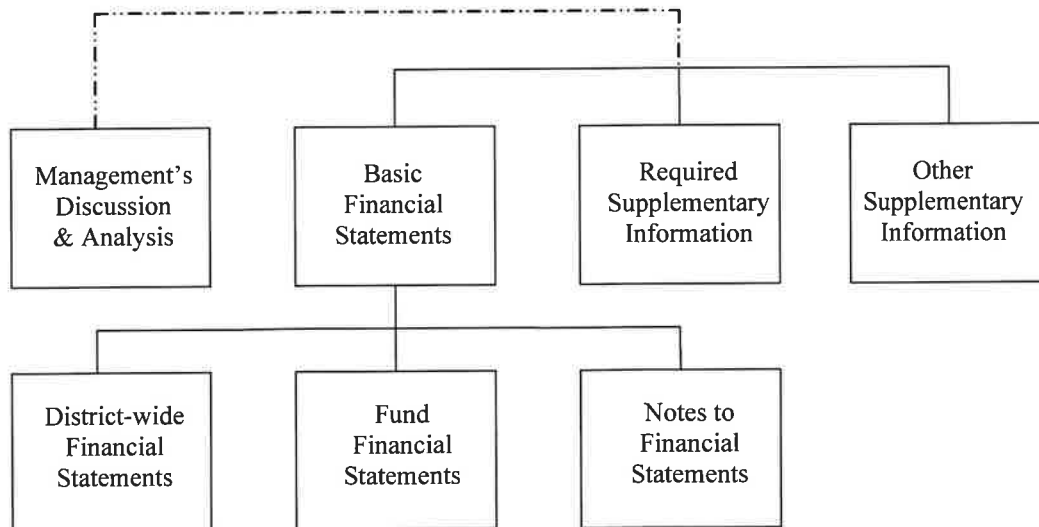 Management's
Discussion
& Analysis
Basic
Financial
Statements
Required
Supplementary
Information
Other
Supplementary
Information
District-wide
Financial
Statements
Fund
Financial
Statements
Notes to
Financial
Statements